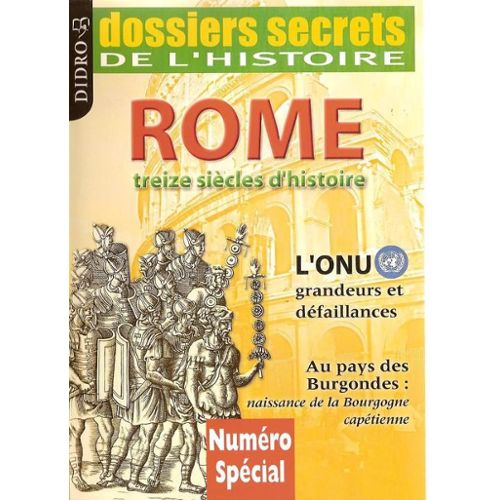 DIDRO
dossiers secrets
DE L'HISTOIRE
ROME
treize siècles d'histoire
L'ONU
grandeurs et
défaillances
Au pays des
Burgondes :
naissance de la Bourgogne
capétienne
Numéro
Spécial